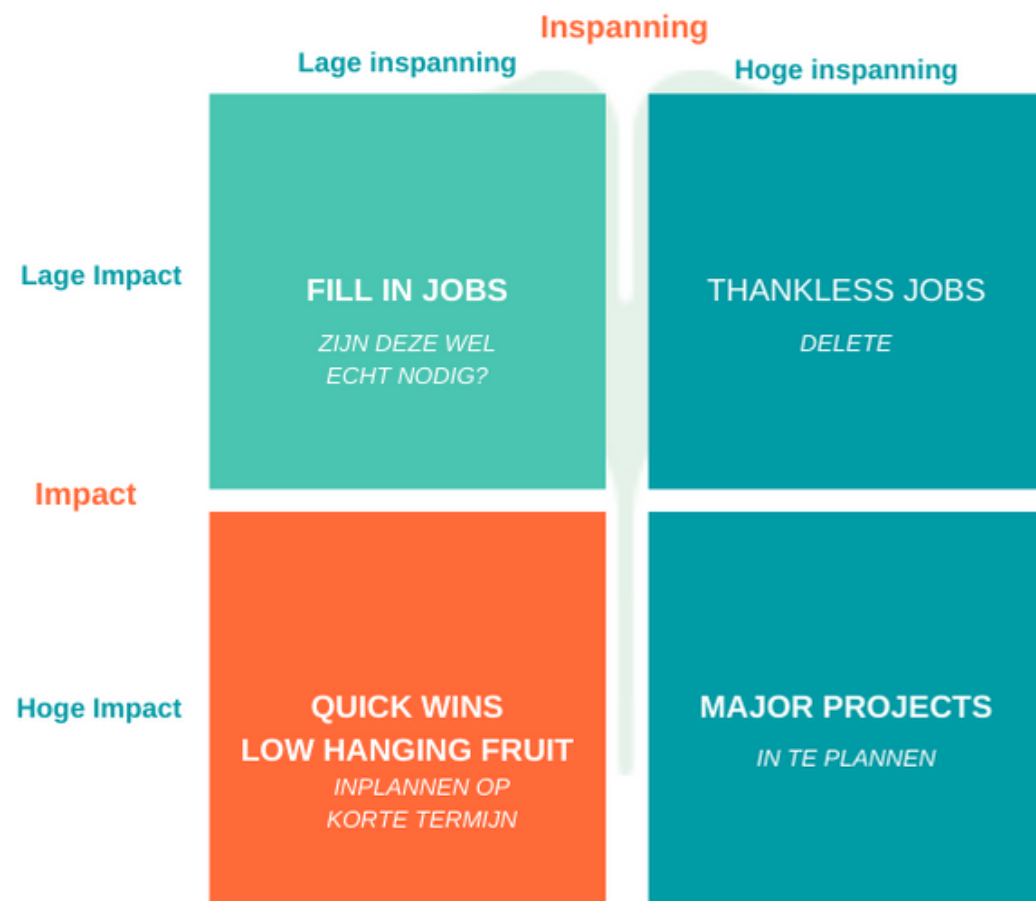 Inspanning
Lage inspanning
Hoge inspanning
Lage Impact
FILL IN JOBS
ZIJN DEZE WEL
ECHT NODIG?
THANKLESS JOBS
DELETE
Impact
Hoge Impact
QUICK WINS
LOW HANGING FRUIT
INPLANNEN OP
KORTE TERMIJN
MAJOR PROJECTS
IN TE PLANNEN